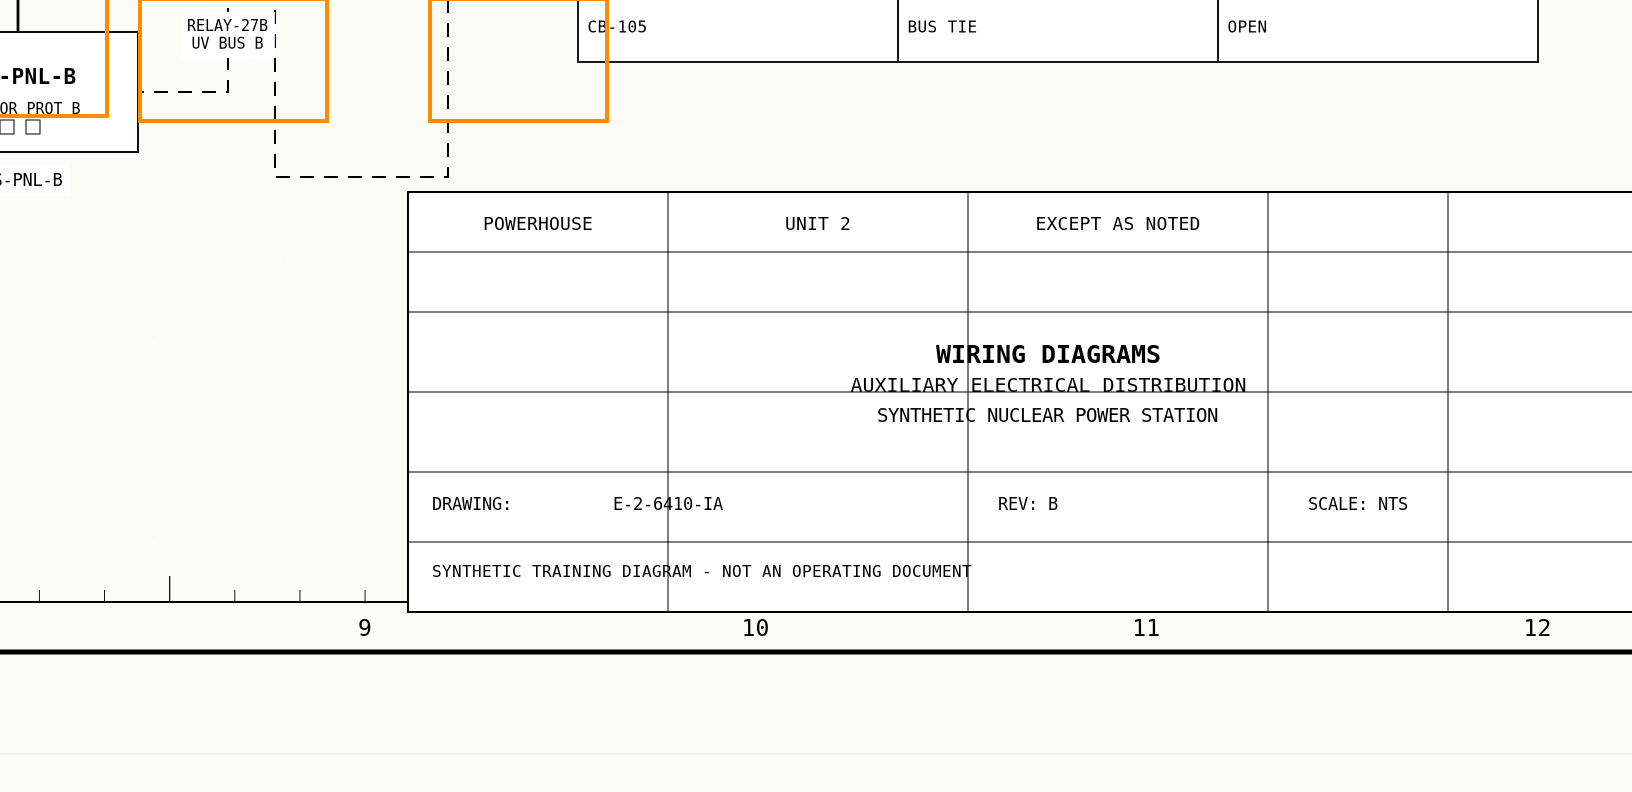 RELAY-27B
UV BUS B
CB-105 BUS TIE OPEN
-PNL-B
OR PROT B
-PNL-B
POWERHOUSE UNIT 2 EXCEPT AS NOTED
WIRING DIAGRAMS
AUXILIARY ELECTRICAL DISTRIBUTION
SYNTHETIC NUCLEAR POWER STATION
DRAWING: E-2-6410-IA REV: B SCALE: NTS
SYNTHETIC TRAINING DIAGRAM - NOT AN OPERATING DOCUMENT
9 10 11 12